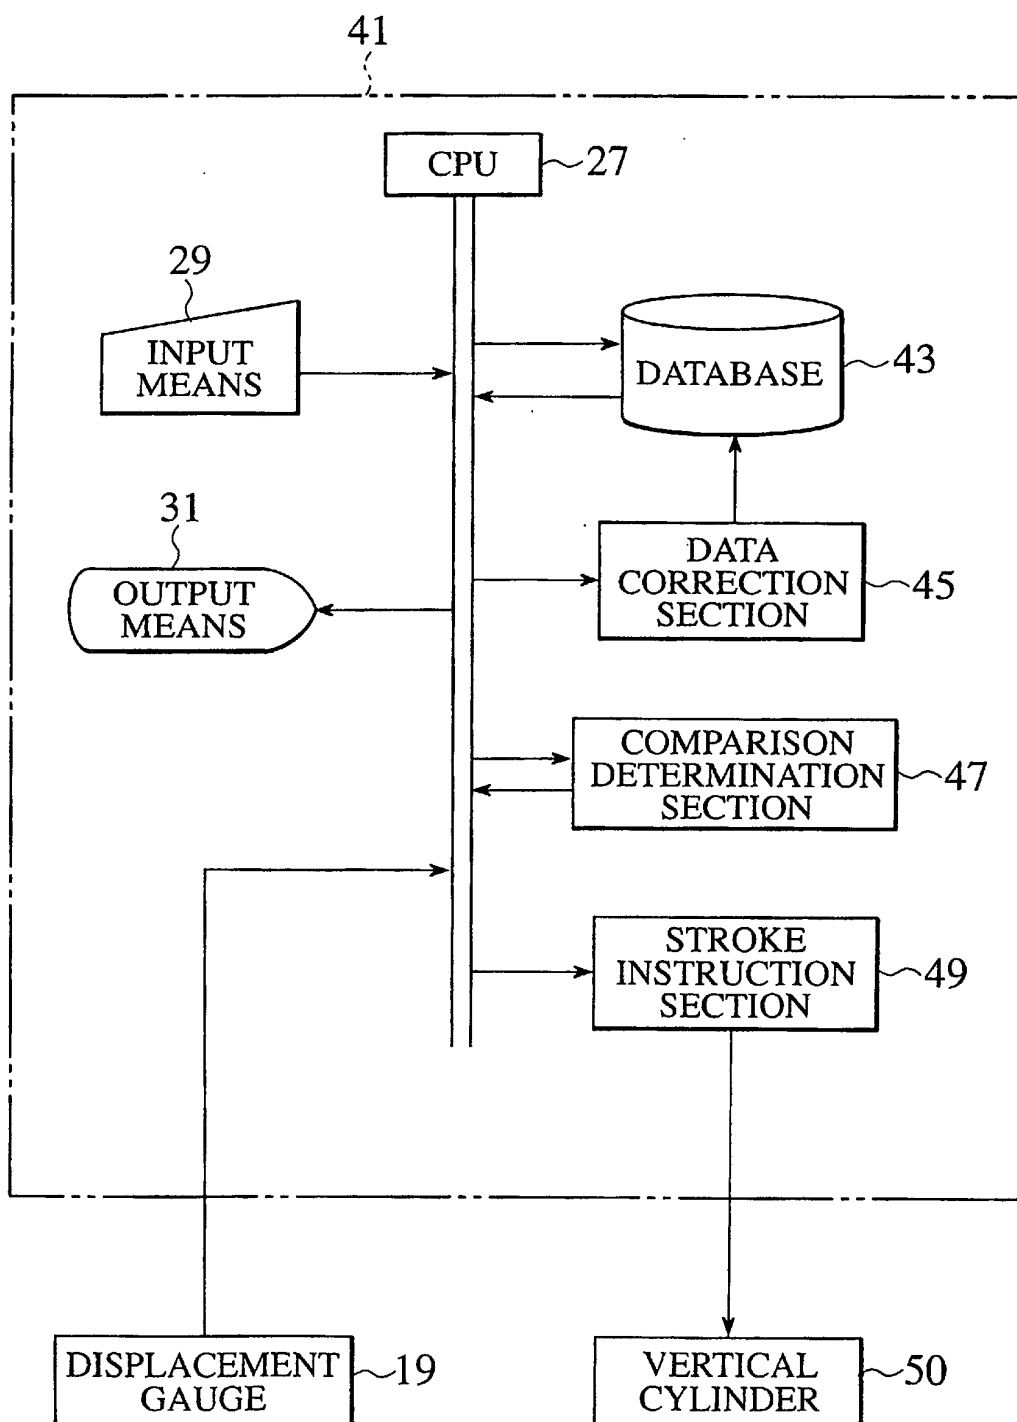 41
CPU
27
29
INPUT
MEANS
DATABASE
43
31
OUTPUT
MEANS
DATA
CORRECTION
SECTION
45
COMPARISON
DETERMINATION
SECTION
47
STROKE
INSTRUCTION
SECTION
49
DISPLACEMENT
GAUGE
19
VERTICAL
CYLINDER
50